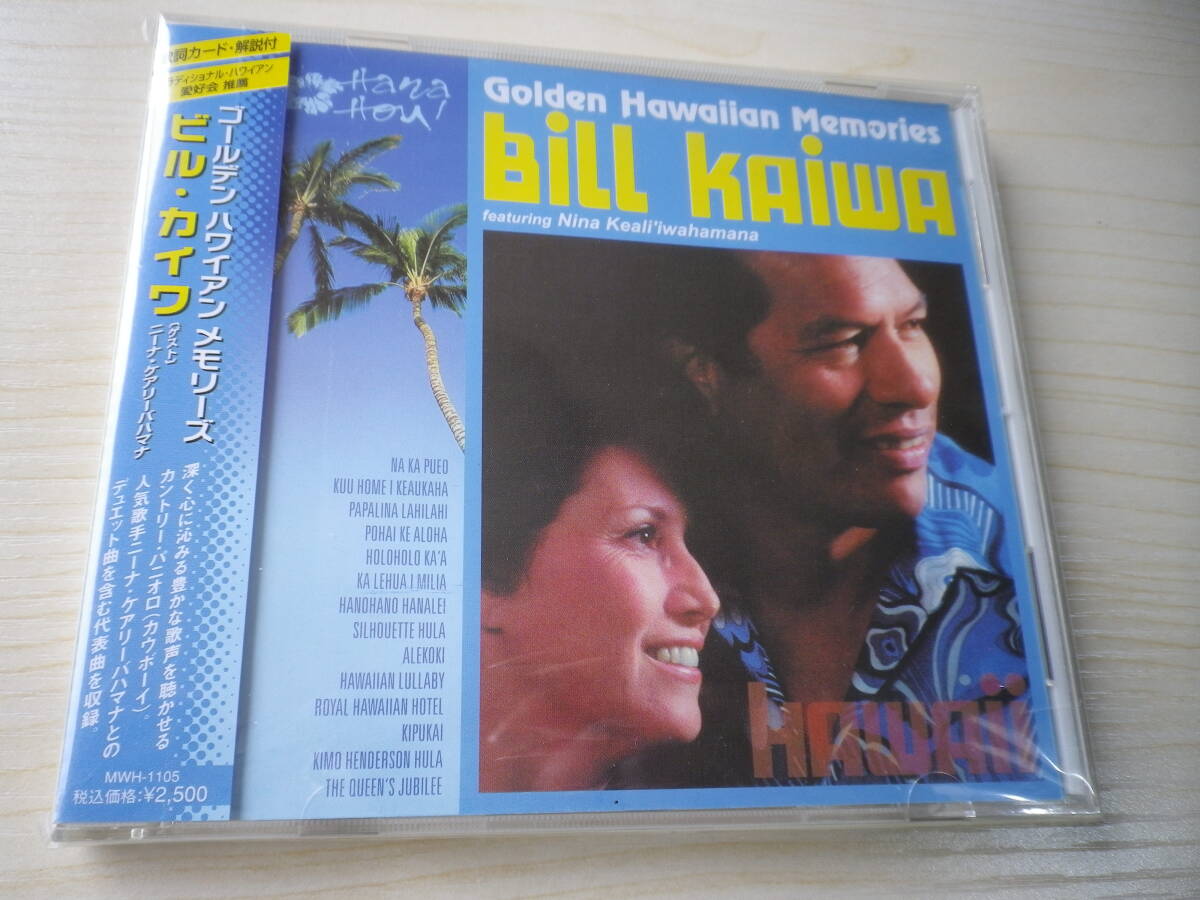 歌詞カード・解説付
ラディショナル・ハワイアン
愛好会 推薦
ゴールデン ハワイアン メモリーズ
ビル・カイワ
[ゲスト]
ニーナ・ケアリーバハマナ
深く心に沁みる豊かな歌声を聴かせる
カントリー・パニオロ(カウボーイ)。
人気歌手ニーナ・ケアリーバハマナとの
デュエット曲を含む代表曲を収録。
MWH-1105
税込価格:¥2,500
Hana
Hou!
NA KA PUEO
KUU HOME I KEAUKAHA
PAPALINA LAHILAHI
POHAI KE ALOHA
HOLOHOLO KA'A
KA LEHUA I MILIA
HANOHANO HANALEI
SILHOUETTE HULA
ALEKOKI
HAWAIIAN LULLABY
ROYAL HAWAIIAN HOTEL
KIPUKAI
KIMO HENDERSON HULA
THE QUEEN'S JUBILEE
Golden Hawaiian Memories
Bill Kaiwa
featuring Nina Keali'iwahamana
HAWAII